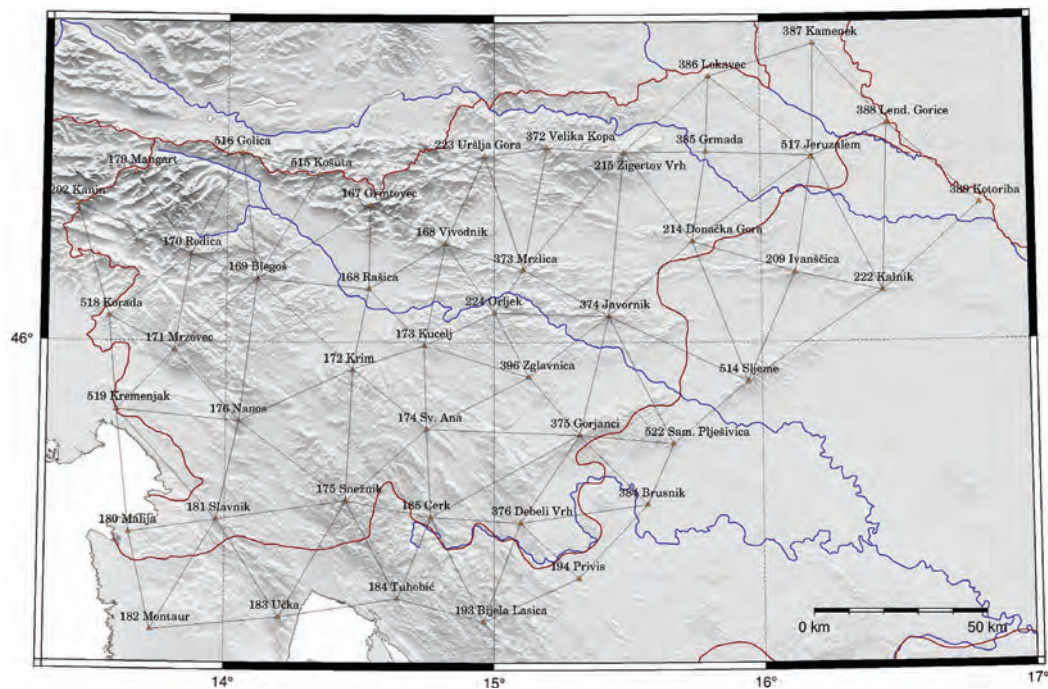 387 Kamenek
386 Lokavec
388 Lend. Gorice
372 Velika Kopa
385 Grmada
516 Golica
223 Uršlja Gora
517 Jeruzalem
179 Mangart
515 Košuta
215 Žigertov Vrh
202 Kanin
167 Grintovec
389 Kotoriba
168 Vivodnik
214 Donačka Gora
170 Rodica
169 Blegoš
373 Mrzlica
209 Ivanščica
168 Rašica
222 Kalnik
518 Korada
224 Orljek
374 Javornik
46°
171 Mrzovec
173 Kucelj
172 Krim
396 Zglavnica
514 Sljeme
519 Kremenjak
176 Nanos
174 Sv. Ana
375 Gorjanci
522 Sam. Plješivica
175 Snežnik
384 Brusnik
181 Slavnik
185 Cerk
376 Debeli Vrh
180 Malija
194 Privis
184 Tuhobić
183 Učka
193 Bijela Lasica
182 Montaur
0 km
50 km
14°
15°
16°
17°